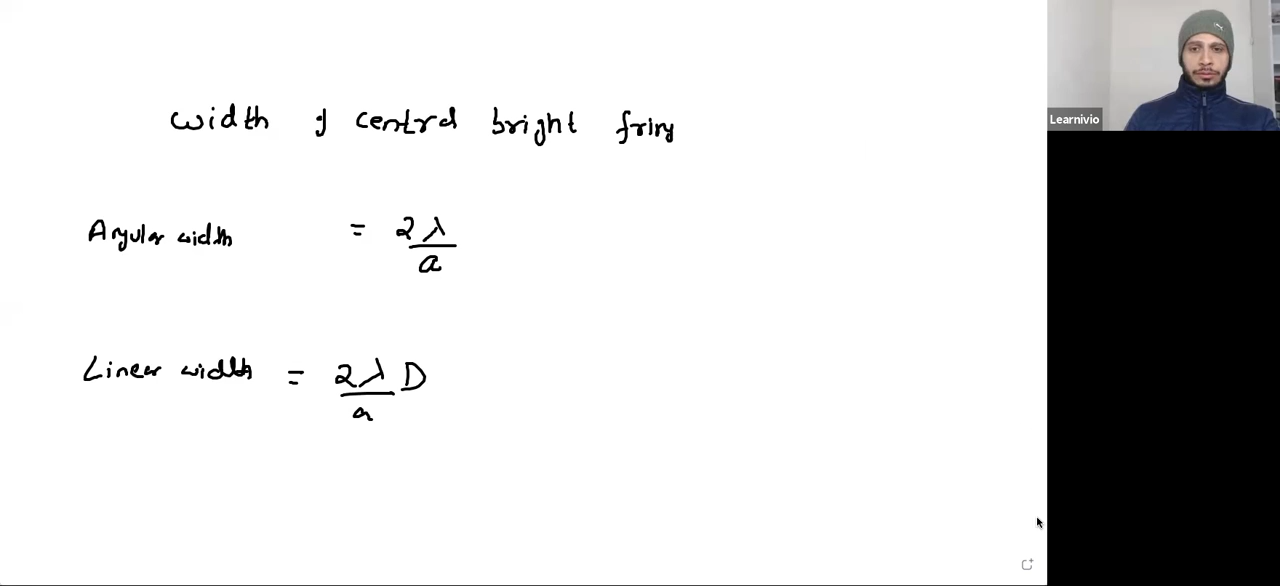 width of central bright fring
Angular width = 2λ/a
Linear width = 2λ/a D
Learnivio